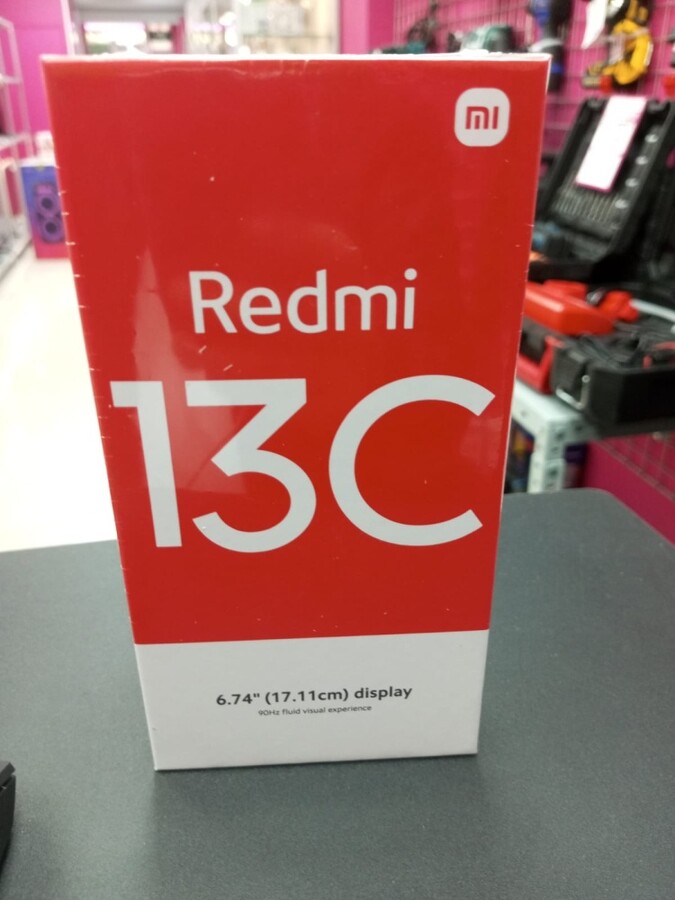 mi
Redmi
13C
6.74" (17.11cm) display
90Hz fluid visual experience